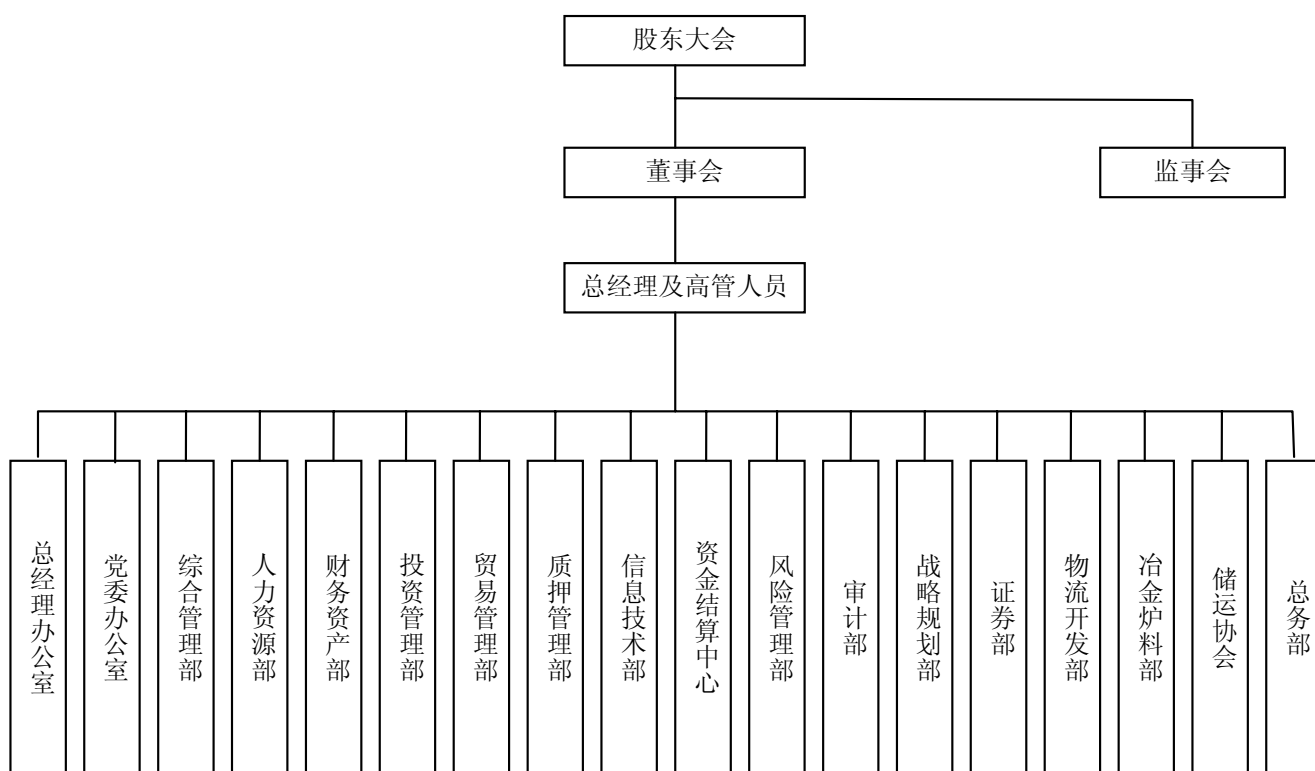 股东大会
董事会
监事会
总经理及高管人员
总经理办公室
党委办公室
综合管理部
人力资源部
财务资产部
投资管理部
贸易管理部
质押管理部
信息技术部
资金结算中心
风险管理部
审计部
战略规划部
证券部
物流开发部
冶金炉料部
储运协会
总务部